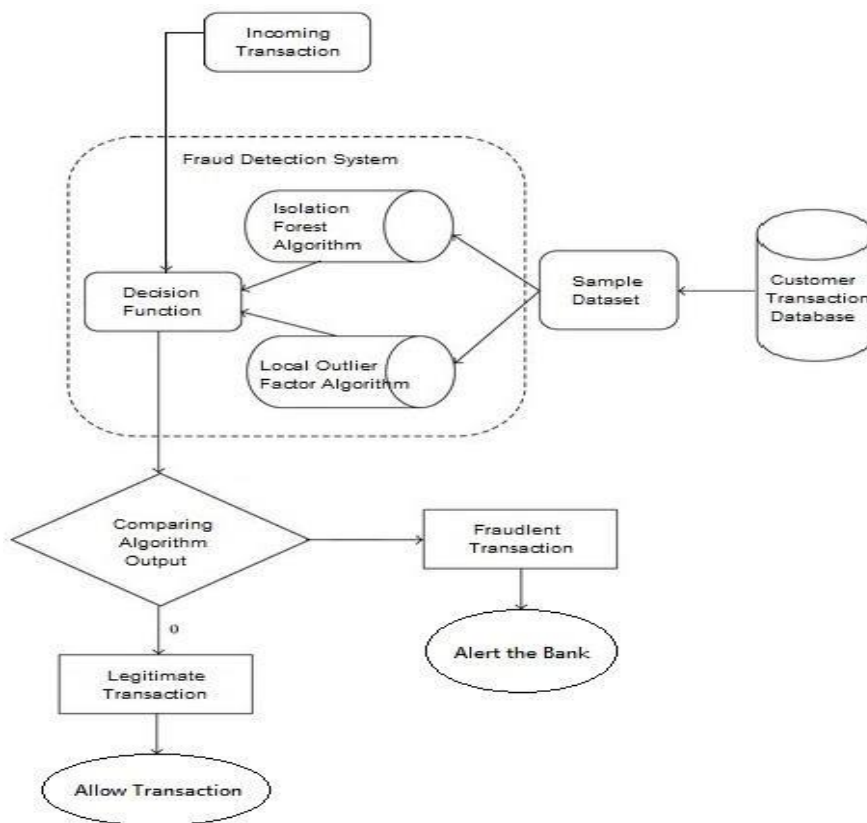 Incoming
Transaction
Fraud Detection System
Isolation
Forest
Algorithm
Decision
Function
Sample
Dataset
Customer
Transaction
Database
Local Outlier
Factor Algorithm
Comparing
Algorithm
Output
Fraudlent
Transaction
0
Alert the Bank
Legitimate
Transaction
Allow Transaction